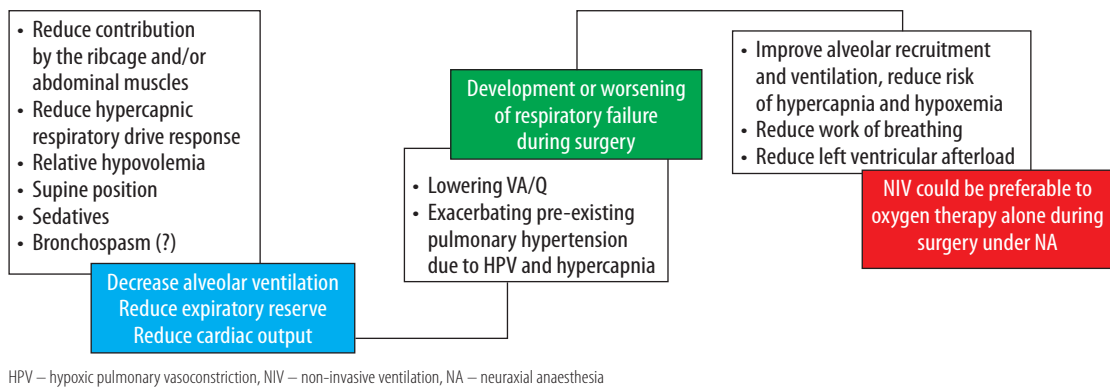 • Reduce contribution
by the ribcage and/or
abdominal muscles
• Reduce hypercapnic
respiratory drive response
• Relative hypovolemia
• Supine position
• Sedatives
• Bronchospasm (?)
Decrease alveolar ventilation
Reduce expiratory reserve
Reduce cardiac output
Development or worsening
of respiratory failure
during surgery
• Lowering VA/Q
• Exacerbating pre-existing
pulmonary hypertension
due to HPV and hypercapnia
• Improve alveolar recruitment
and ventilation, reduce risk
of hypercapnia and hypoxemia
• Reduce work of breathing
• Reduce left ventricular afterload
NIV could be preferable to
oxygen therapy alone during
surgery under NA
HPV – hypoxic pulmonary vasoconstriction, NIV – non-invasive ventilation, NA – neuraxial anaesthesia